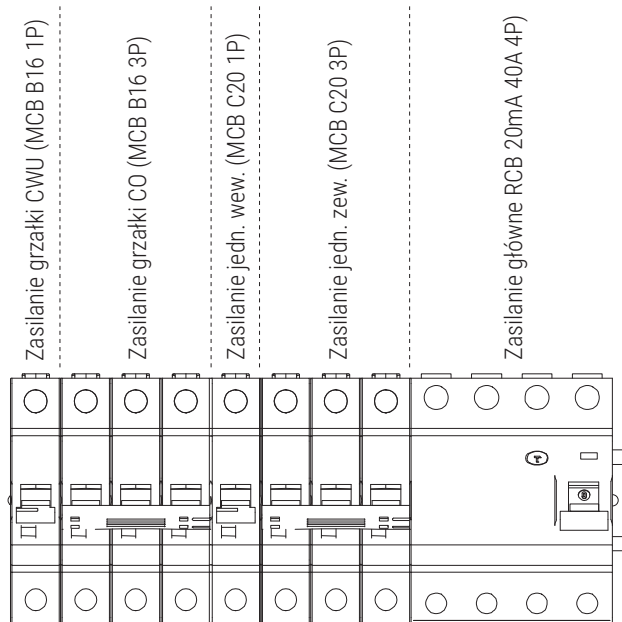 Zasilanie grzałki CWU (MCB B16 1P)
Zasilanie grzałki CO (MCB B16 3P)
Zasilanie jedn. wew. (MCB C20 1P)
Zasilanie jedn. zew. (MCB C20 3P)
Zasilanie główne RCB 20mA 40A 4P
T